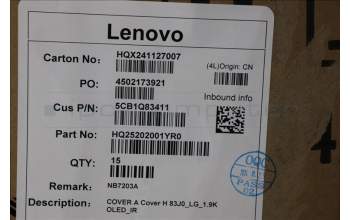 Lenovo
Carton No: HQX241127007
(4L)Origin: CN
PO: 4502173921
Inbound info
Cus P/N: 5CB1Q83411
Part No: HQ25202001YR0
QTY: 15
Remark: NB7203A
Description: COVER A Cover H 83J0_LG_1.9K
OLED_IR
PASS